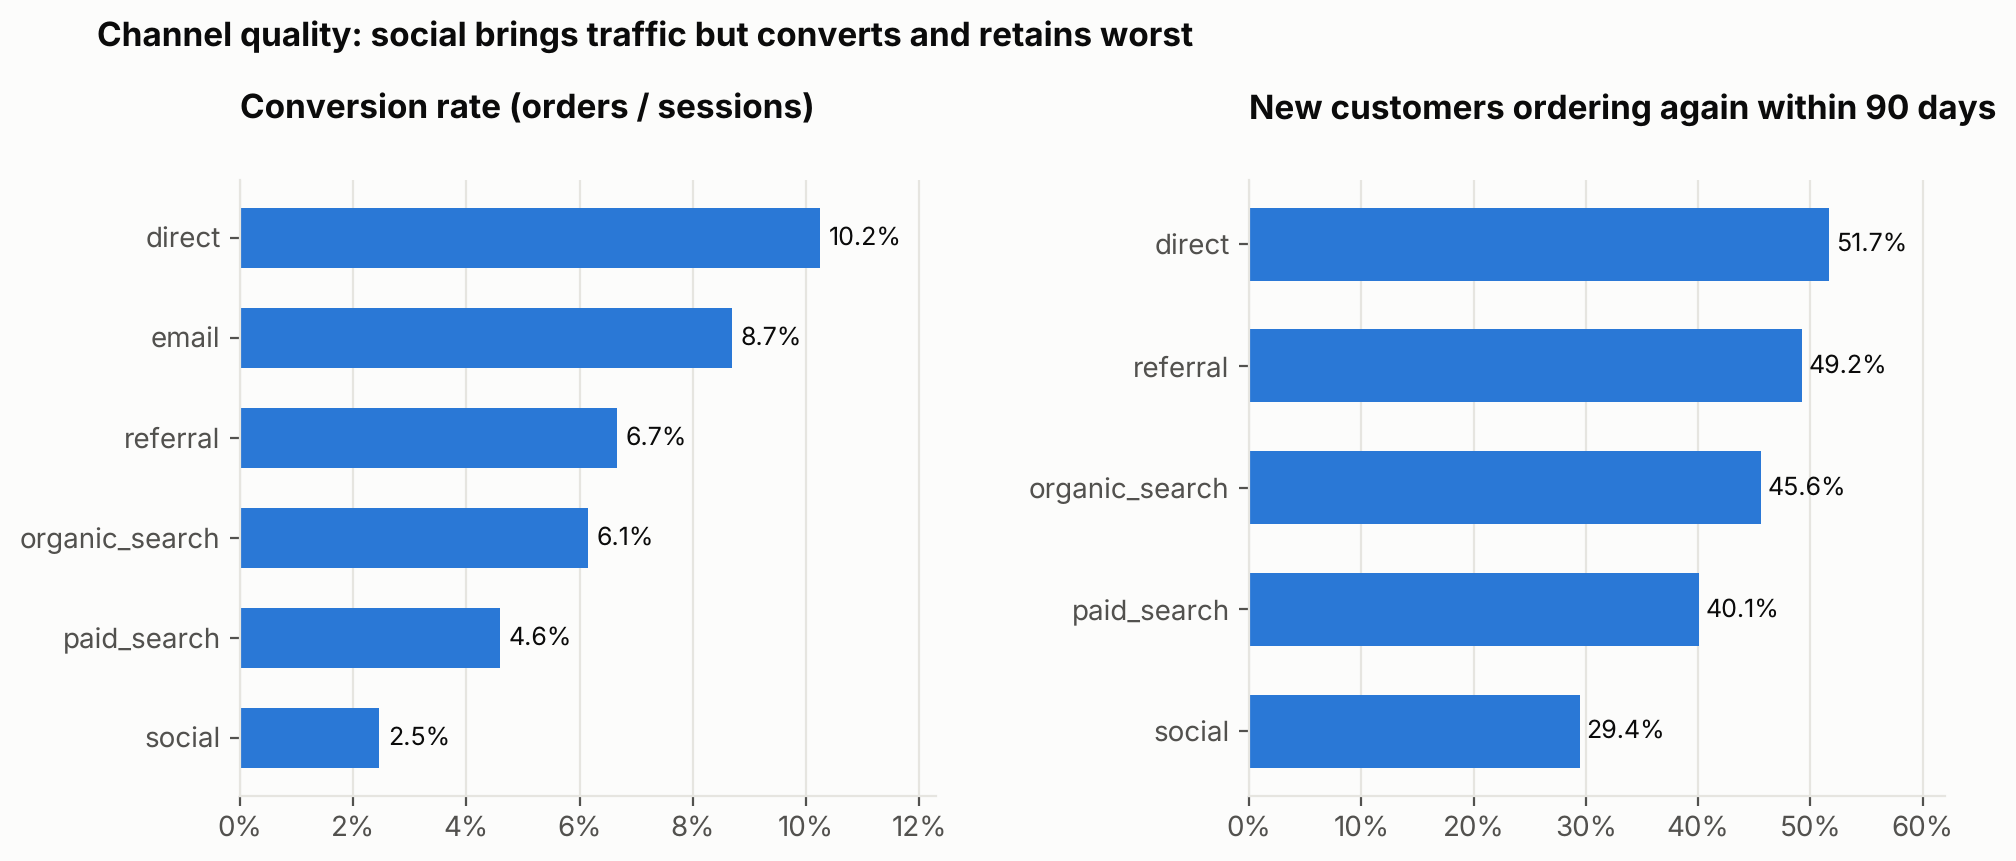 Channel quality: social brings traffic but converts and retains worst
Conversion rate (orders / sessions)
direct 10.2%
email 8.7%
referral 6.7%
organic_search 6.1%
paid_search 4.6%
social 2.5%
0% 2% 4% 6% 8% 10% 12%
New customers ordering again within 90 days
direct 51.7%
referral 49.2%
organic_search 45.6%
paid_search 40.1%
social 29.4%
0% 10% 20% 30% 40% 50% 60%